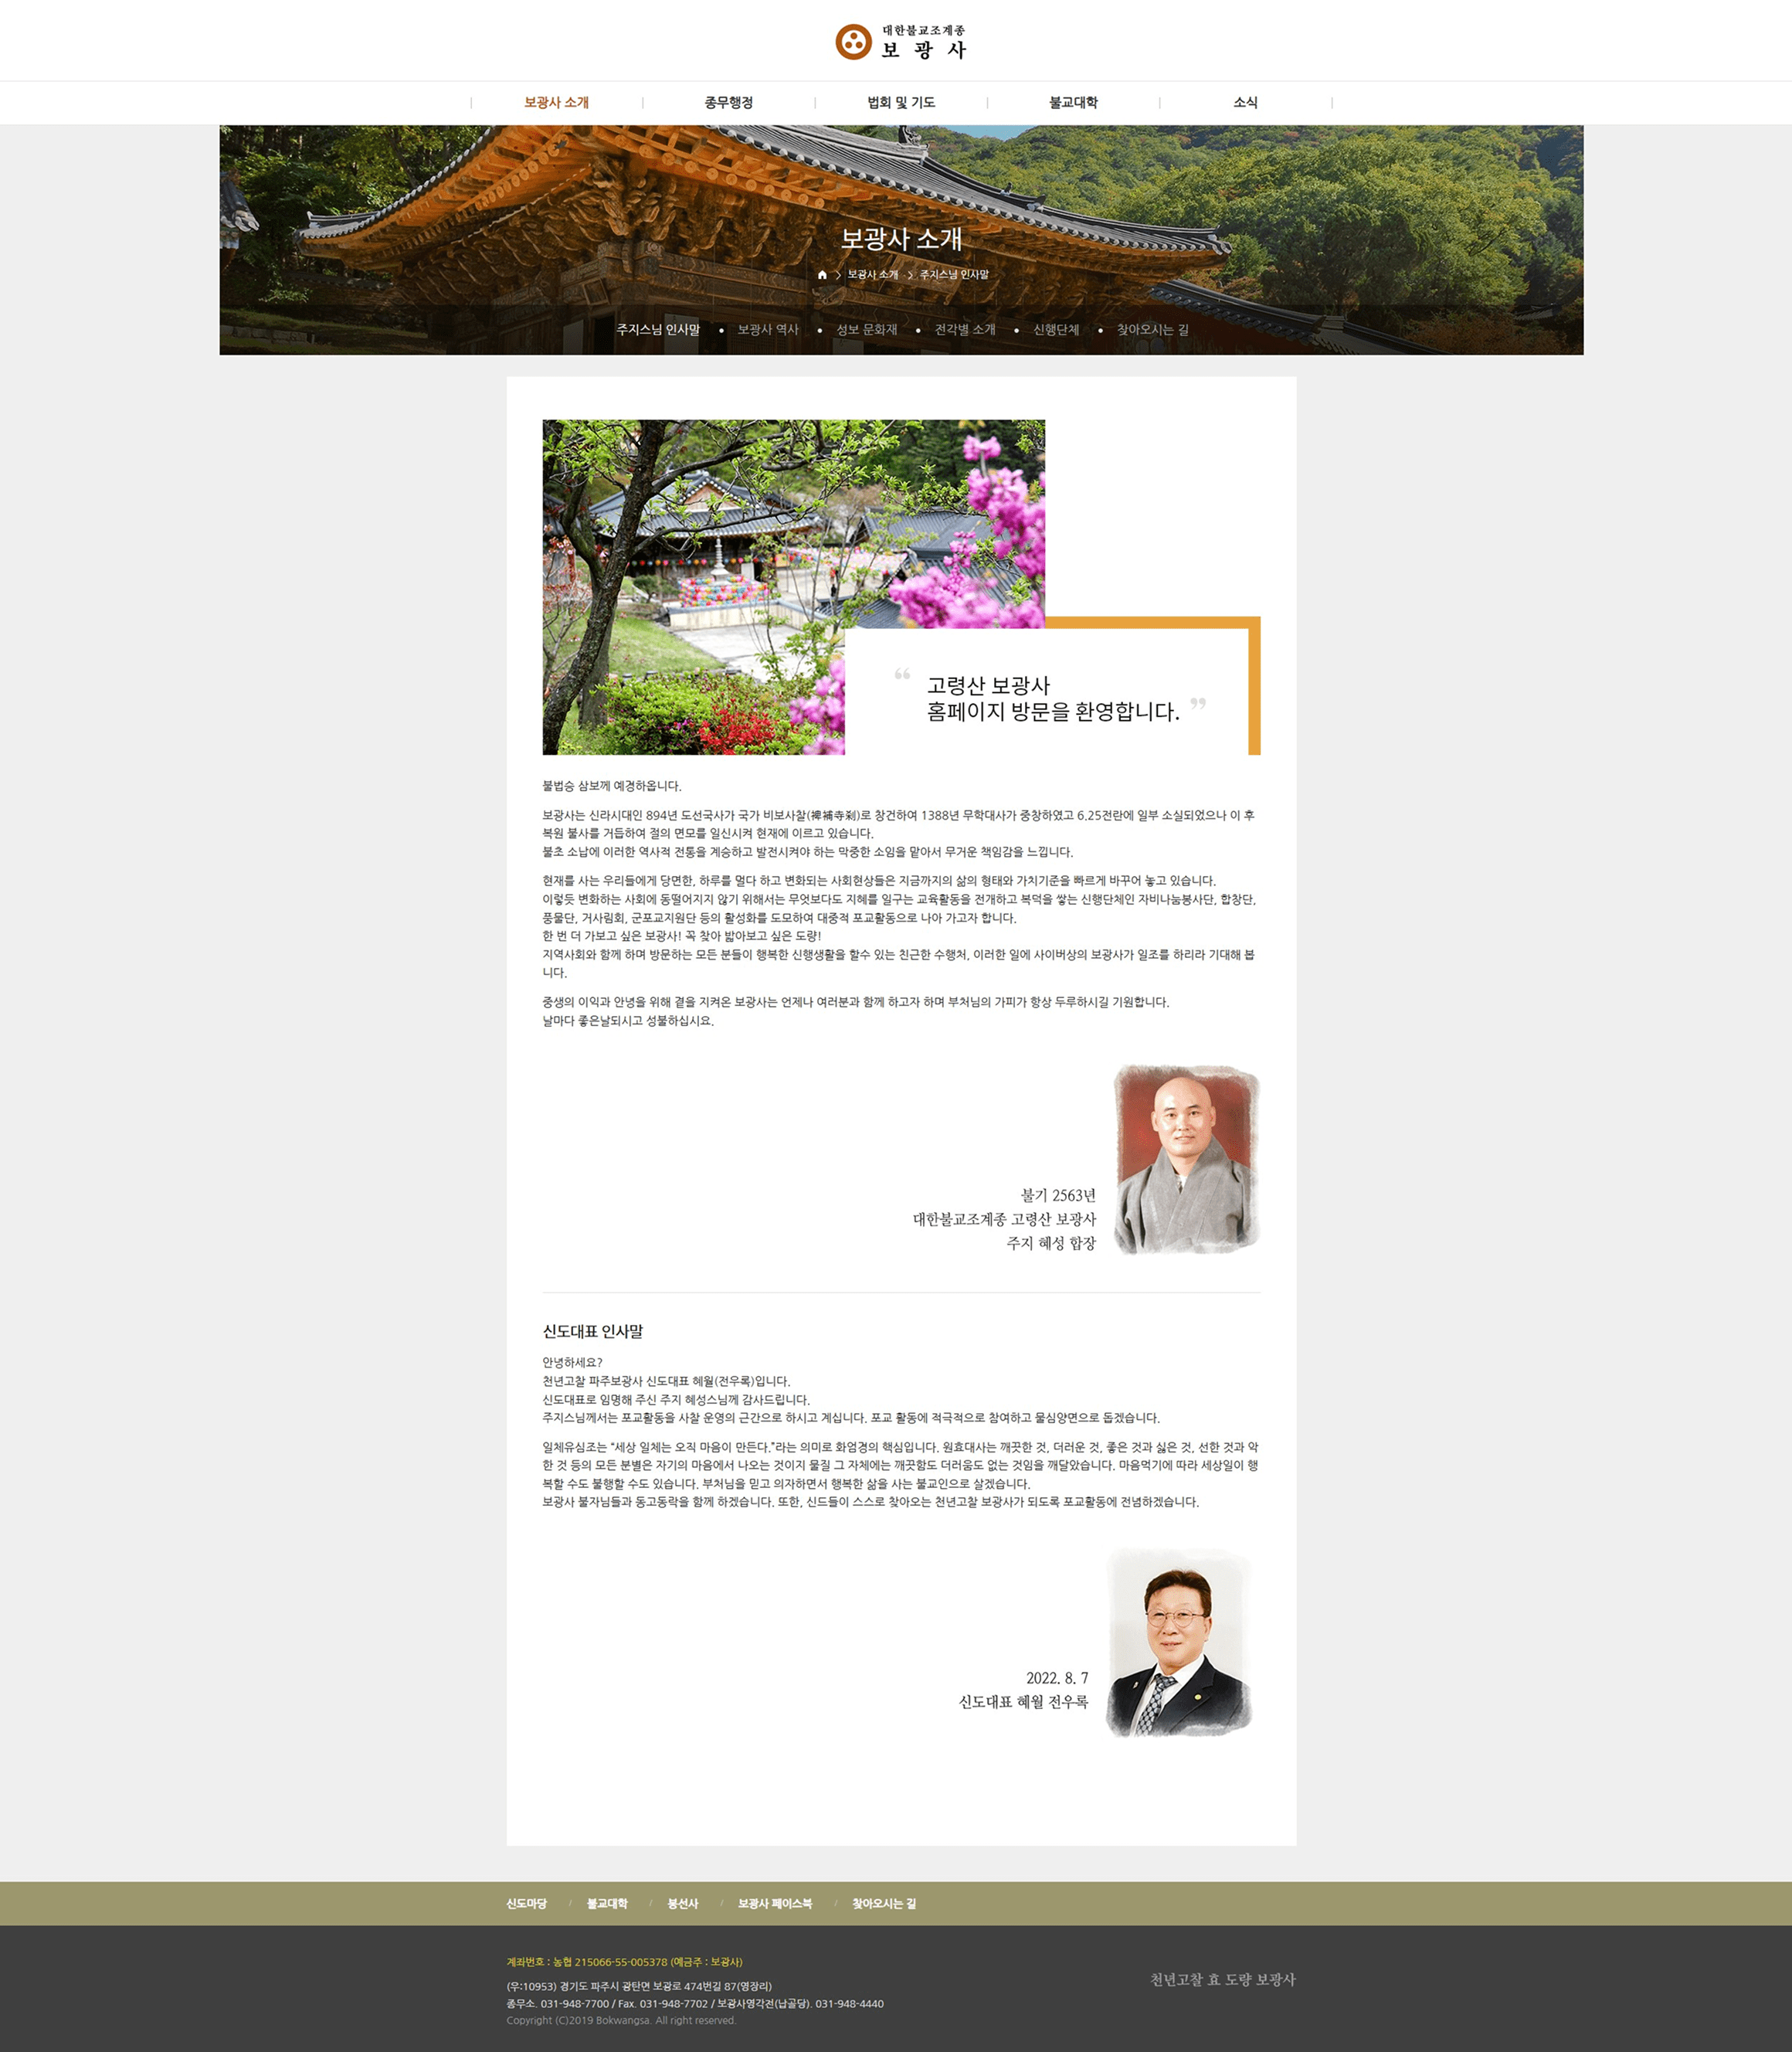 대한불교조계종
보 광 사
보광사 소개
종무행정
법회 및 기도
불교대학
소식
보광사 소개
보광사 소개 > 주지스님 인사말
주지스님 인사말 • 보광사 역사 • 성보 문화재 • 전각별 소개 • 신행단체 • 찾아오시는 길
“ 고령산 보광사
홈페이지 방문을 환영합니다. ”
불법승 삼보께 예경하옵니다.
보광사는 신라시대인 894년 도선국사가 국가 비보사찰(裨補寺刹)로 창건하여 1388년 무학대사가 중창하였고 6.25전란에 일부 소실되었으나 이 후
복원 불사를 거듭하여 절의 면모를 일신시켜 현재에 이르고 있습니다.
불초 소납에 이러한 역사적 전통을 계승하고 발전시켜야 하는 막중한 소임을 맡아서 무거운 책임감을 느낍니다.
현재를 사는 우리들에게 당면한, 하루를 멀다 하고 변화되는 사회현상들은 지금까지의 삶의 형태와 가치기준을 빠르게 바꾸어 놓고 있습니다.
이렇듯 변화하는 사회에 동떨어지지 않기 위해서는 무엇보다도 지혜를 일구는 교육활동을 전개하고 복덕을 쌓는 신행단체인 자비나눔봉사단, 합창단,
풍물단, 거사림회, 군포교지원단 등의 활성화를 도모하여 대중적 포교활동으로 나아 가고자 합니다.
한 번 더 가보고 싶은 보광사! 꼭 찾아 밟아보고 싶은 도량!
지역사회와 함께 하며 방문하는 모든 분들이 행복한 신행생활을 할수 있는 친근한 수행처, 이러한 일에 사이버상의 보광사가 일조를 하리라 기대해 봅
니다.
중생의 이익과 안녕을 위해 곁을 지켜온 보광사는 언제나 여러분과 함께 하고자 하며 부처님의 가피가 항상 두루하시길 기원합니다.
날마다 좋은날되시고 성불하십시요.
불기 2563년
대한불교조계종 고령산 보광사
주지 혜성 합장
신도대표 인사말
안녕하세요?
천년고찰 파주보광사 신도대표 혜월(전우록)입니다.
신도대표로 임명해 주신 주지 혜성스님께 감사드립니다.
주지스님께서는 포교활동을 사찰 운영의 근간으로 하시고 계십니다. 포교 활동에 적극적으로 참여하고 물심양면으로 돕겠습니다.
일체유심조는 “세상 일체는 오직 마음이 만든다.”라는 의미로 화엄경의 핵심입니다. 원효대사는 깨끗한 것, 더러운 것, 좋은 것과 싫은 것, 선한 것과 악
한 것 등의 모든 분별은 자기의 마음에서 나오는 것이지 물질 그 자체에는 깨끗함도 더러움도 없는 것임을 깨달았습니다. 마음먹기에 따라 세상일이 행
복할 수도 불행할 수도 있습니다. 부처님을 믿고 의자하면서 행복한 삶을 사는 불교인으로 살겠습니다.
보광사 불자님들과 동고동락을 함께 하겠습니다. 또한, 신드들이 스스로 찾아오는 천년고찰 보광사가 되도록 포교활동에 전념하겠습니다.
2022. 8. 7
신도대표 혜월 전우록
신도마당 / 불교대학 / 봉선사 / 보광사 페이스북 / 찾아오시는 길
계좌번호 : 농협 215066-55-005378 (예금주 : 보광사)
(우:10953) 경기도 파주시 광탄면 보광로 474번길 87(영장리)
종무소. 031-948-7700 / Fax. 031-948-7702 / 보광사영각전(납골당). 031-948-4440
Copyright (C)2019 Bokwangsa. All right reserved.
천년고찰 효 도량 보광사